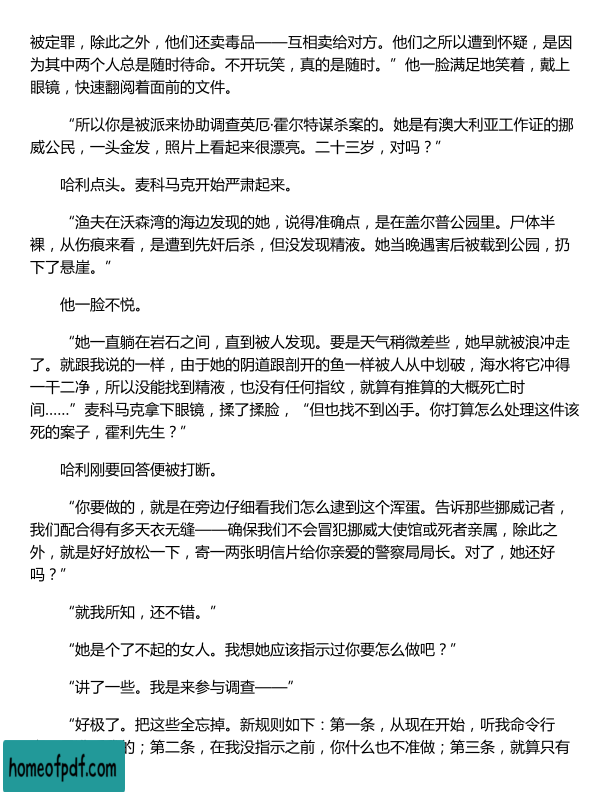 被定罪，除此之外，他们还卖毒品——互相卖给对方。他们之所以遭到怀疑，是因
为其中两个人总是随时待命。不开玩笑，真的是随时。”他一脸满足地笑着，戴上
眼镜，快速翻阅着面前的文件。
“所以你是被派来协助调查英厄·霍尔特谋杀案的。她是有澳大利亚工作证的挪
威公民，一头金发，照片上看起来很漂亮。二十三岁，对吗？”
哈利点头。麦科马克开始严肃起来。
“渔夫在沃森湾的海边发现的她，说得准确点，是在盖尔普公园里。尸体半
裸，从伤痕来看，是遭到先奸后杀，但没发现精液。她当晚遇害后被载到公园，扔
下了悬崖。”
他一脸不悦。
“她一直躺在岩石之间，直到被人发现。要是天气稍微差些，她早就被浪冲走
了。就跟我说的一样，由于她的阴道跟剖开的鱼一样被人从中划破，海水将它冲得
一干二净，所以没能找到精液，也没有任何指纹，就算有推算的大概死亡时
间……”麦科马克拿下眼镜，揉了揉脸，“但也找不到凶手。你打算怎么处理这件该
死的案子，霍利先生？”
哈利刚要回答便被打断。
“你要做的，就是在旁边仔细看我们怎么逮到这个浑蛋。告诉那些挪威记者，
我们配合得有多天衣无缝——确保我们不会冒犯挪威大使馆或死者亲属，除此之
外，就是好好放松一下，寄一两张明信片给你亲爱的警察局局长。对了，她还好
吗？”
“就我所知，还不错。”
“她是个了不起的女人。我想她应该指示过你要怎么做吧？”
“讲了一些。我是来参与调查——”
“好极了。把这些全忘掉。新规则如下：第一条，从现在开始，听我命令行
的；第二条，在我没指示之前，你什么也不准做；第三条，就算只有
homeofpdf.com